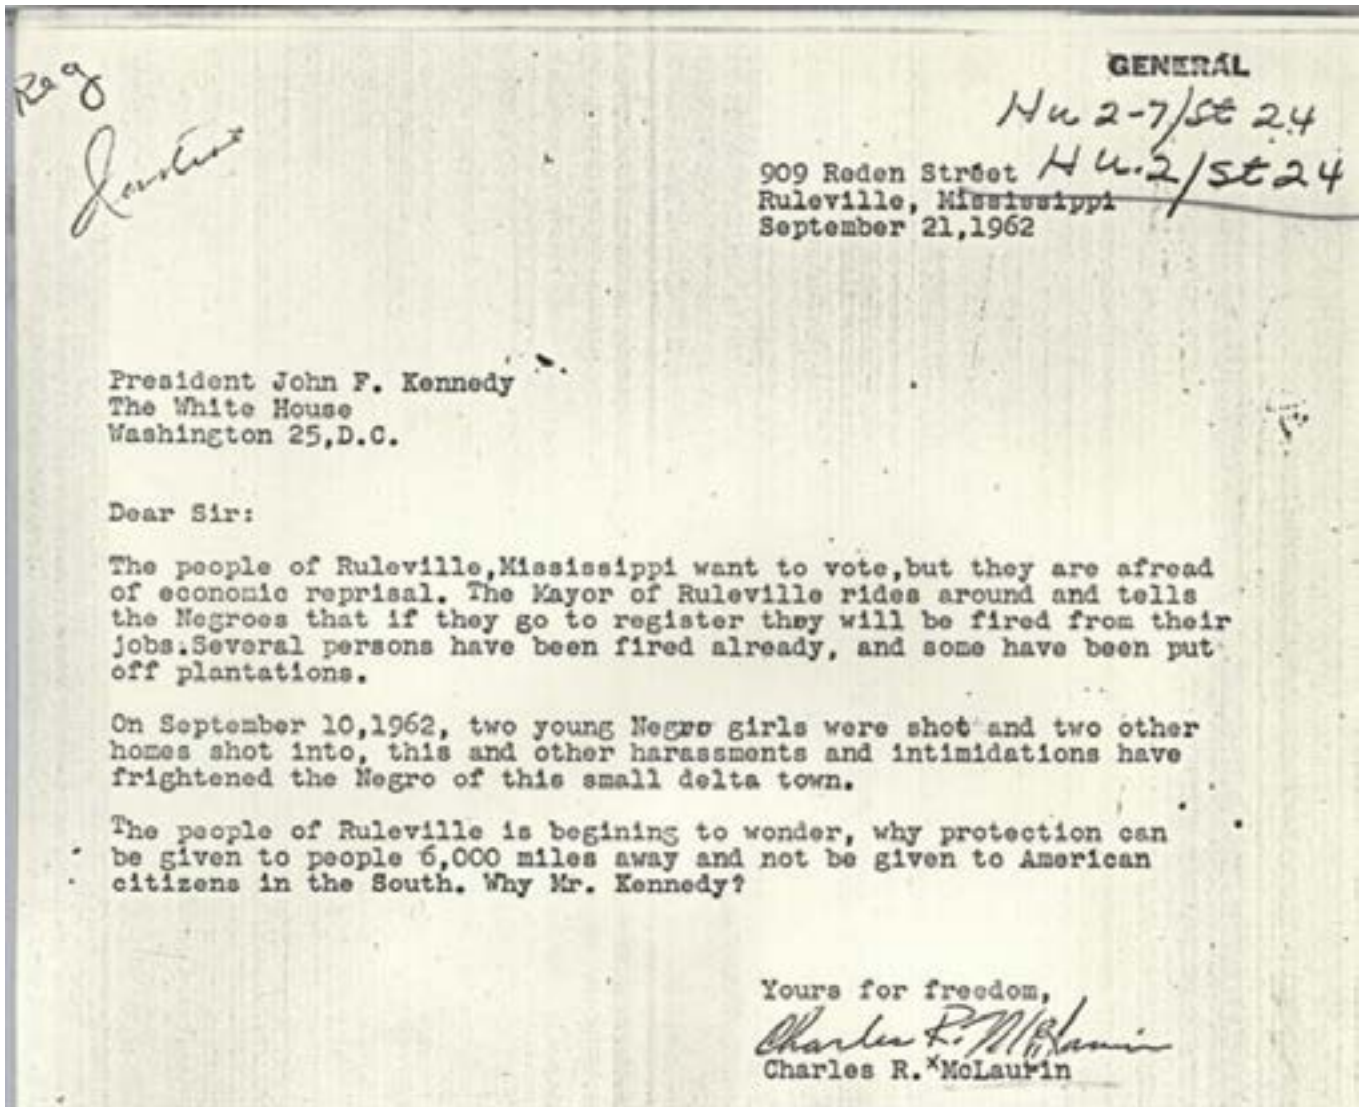 GENERAL
Reg
Hu 2-7/St 24
Justice
909 Reden Street Hu.2/St 24
Ruleville, Mississippi
September 21,1962
President John F. Kennedy
The White House
Washington 25,D.C.
Dear Sir:
The people of Ruleville,Mississippi want to vote,but they are afread
of economic reprisal. The Mayor of Ruleville rides around and tells
the Negroes that if they go to register they will be fired from their
jobs.Several persons have been fired already, and some have been put
off plantations.
On September 10,1962, two young Negro girls were shot and two other
homes shot into, this and other harassments and intimidations have
frightened the Negro of this small delta town.
The people of Ruleville is begining to wonder, why protection can
be given to people 6,000 miles away and not be given to American
citizens in the South. Why Mr. Kennedy?
Yours for freedom,
Charles R. McLaurin
Charles R. McLaurin